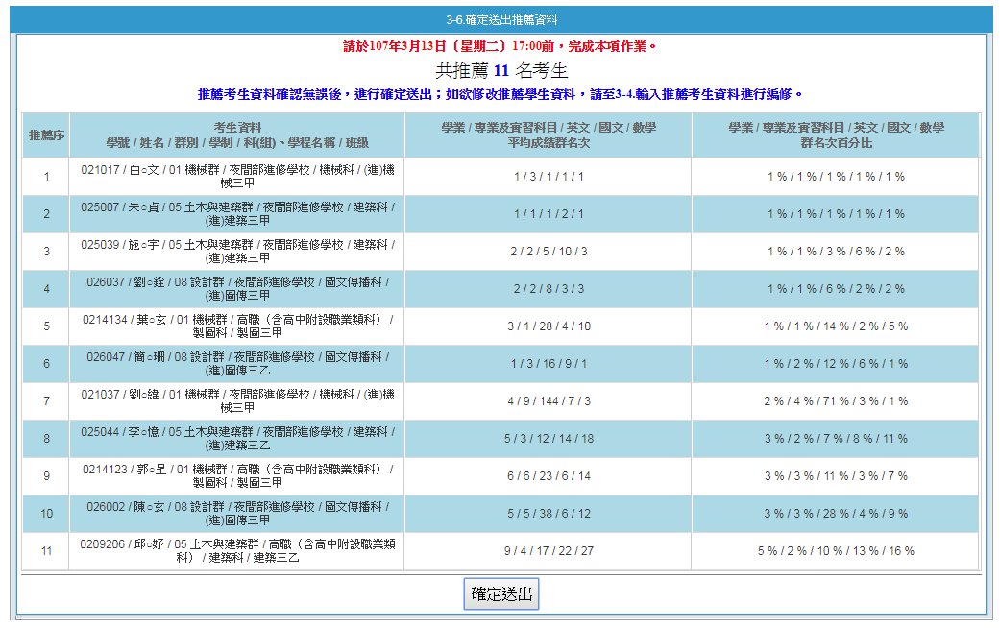 3-6.確定送出推薦資料
請於107年3月13日〔星期二〕17:00前，完成本項作業。
共推薦 11 名考生
推薦考生資料確認無誤後，進行確定送出；如欲修改推薦學生資料，請至3-4.輸入推薦考生資料進行編修。
推薦序
考生資料
學號 / 姓名 / 群別 / 學制 / 科(組)、學程名稱 / 班級
學業 / 專業及實習科目 / 英文 / 國文 / 數學
平均成績群名次
學業 / 專業及實習科目 / 英文 / 國文 / 數學
群名次百分比
1
021017 / 白○文 / 01 機械群 / 夜間部進修學校 / 機械科 / (進)機
械三甲
1 / 3 / 1 / 1 / 1
1 % / 1 % / 1 % / 1 % / 1 %
2
025007 / 朱○貞 / 05 土木與建築群 / 夜間部進修學校 / 建築科 /
(進)建築三甲
1 / 1 / 1 / 2 / 1
1 % / 1 % / 1 % / 1 % / 1 %
3
025039 / 施○宇 / 05 土木與建築群 / 夜間部進修學校 / 建築科 /
(進)建築三甲
2 / 2 / 5 / 10 / 3
1 % / 1 % / 3 % / 6 % / 2 %
4
026037 / 劉○銓 / 08 設計群 / 夜間部進修學校 / 圖文傳播科 /
(進)圖傳三甲
2 / 2 / 8 / 3 / 3
1 % / 1 % / 6 % / 2 % / 2 %
5
0214134 / 葉○玄 / 01 機械群 / 高職（含高中附設職業類科） /
製圖科 / 製圖三甲
3 / 1 / 28 / 4 / 10
1 % / 1 % / 14 % / 2 % / 5 %
6
026047 / 簡○珊 / 08 設計群 / 夜間部進修學校 / 圖文傳播科 /
(進)圖傳三乙
1 / 3 / 16 / 9 / 1
1 % / 2 % / 12 % / 6 % / 1 %
7
021037 / 劉○緯 / 01 機械群 / 夜間部進修學校 / 機械科 / (進)機
械三甲
4 / 9 / 144 / 7 / 3
2 % / 4 % / 71 % / 3 % / 1 %
8
025044 / 李○憶 / 05 土木與建築群 / 夜間部進修學校 / 建築科 /
(進)建築三乙
5 / 3 / 12 / 14 / 18
3 % / 2 % / 7 % / 8 % / 11 %
9
0214123 / 郭○呈 / 01 機械群 / 高職（含高中附設職業類科） /
製圖科 / 製圖三甲
6 / 6 / 23 / 6 / 14
3 % / 3 % / 11 % / 3 % / 7 %
10
026002 / 陳○玄 / 08 設計群 / 夜間部進修學校 / 圖文傳播科 /
(進)圖傳三甲
5 / 5 / 38 / 6 / 12
3 % / 3 % / 28 % / 4 % / 9 %
11
0209206 / 邱○妤 / 05 土木與建築群 / 高職（含高中附設職業類
科） / 建築科 / 建築三乙
9 / 4 / 17 / 22 / 27
5 % / 2 % / 10 % / 13 % / 16 %
確定送出